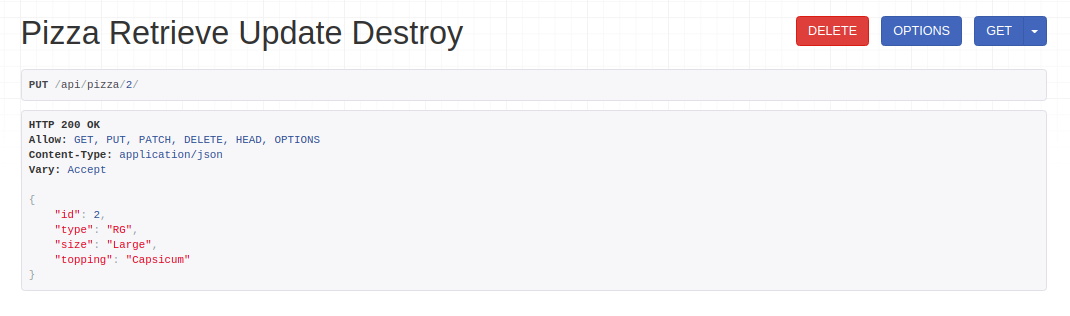 Pizza Retrieve Update Destroy
DELETE
OPTIONS
GET
PUT /api/pizza/2/
HTTP 200 OK
Allow: GET, PUT, PATCH, DELETE, HEAD, OPTIONS
Content-Type: application/json
Vary: Accept
{
    "id": 2,
    "type": "RG",
    "size": "Large",
    "topping": "Capsicum"
}